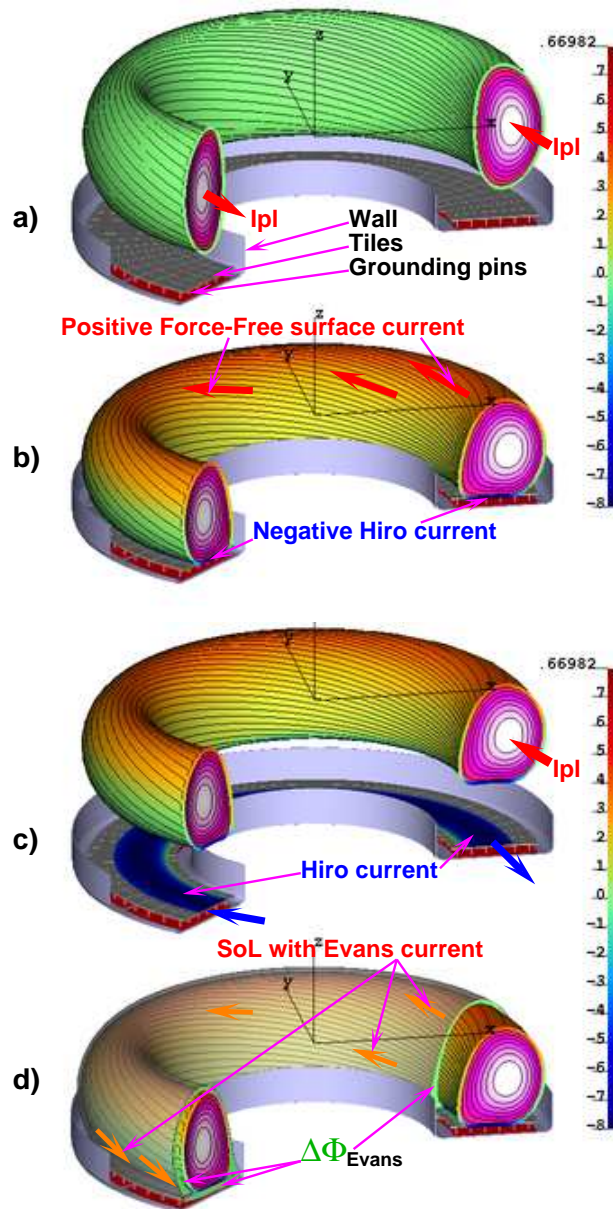 z
.66982
y
x
.7
.6
.5
.4
.3
.2
.1
.0
-.1
-.2
-.3
-.4
-.5
-.6
-.7
-.8
Ipl
Ipl
a)
Wall
Tiles
Grounding pins
z
Positive Force-Free surface current
y
x
b)
Negative Hiro current
.66982
y
x
.7
.6
.5
.4
.3
.2
.1
.0
-.1
-.2
-.3
-.4
-.5
-.6
-.7
-.8
Ipl
c)
Hiro current
SoL with Evans current
z
y
x
d)
ΔΦEvans